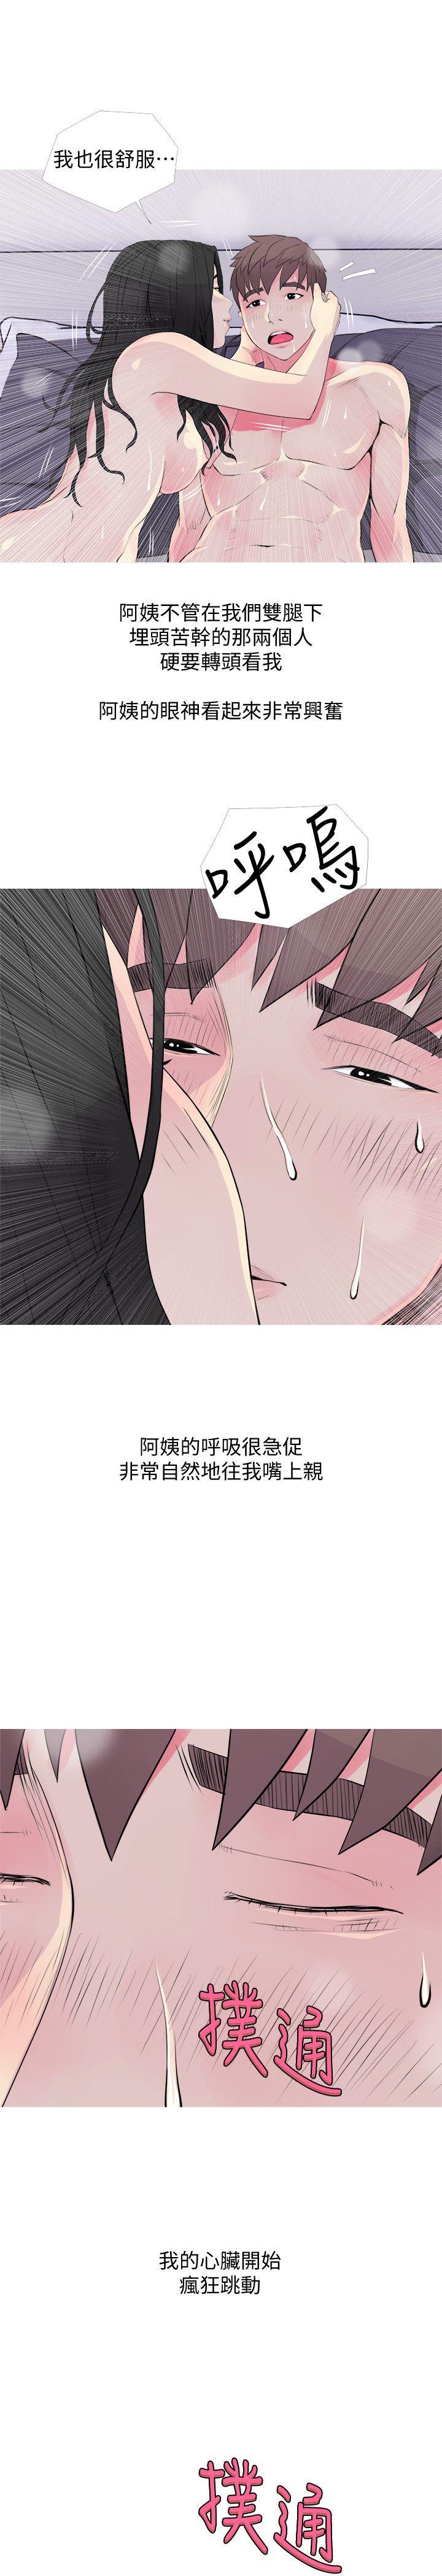 我也很舒服…
阿姨不管在我們雙腿下
埋頭苦幹的那兩個人
硬要轉頭看我
阿姨的眼神看起來非常興奮
呼嗚
阿姨的呼吸很急促
非常自然地往我嘴上親
撲通
我的心臟開始
瘋狂跳動
撲通